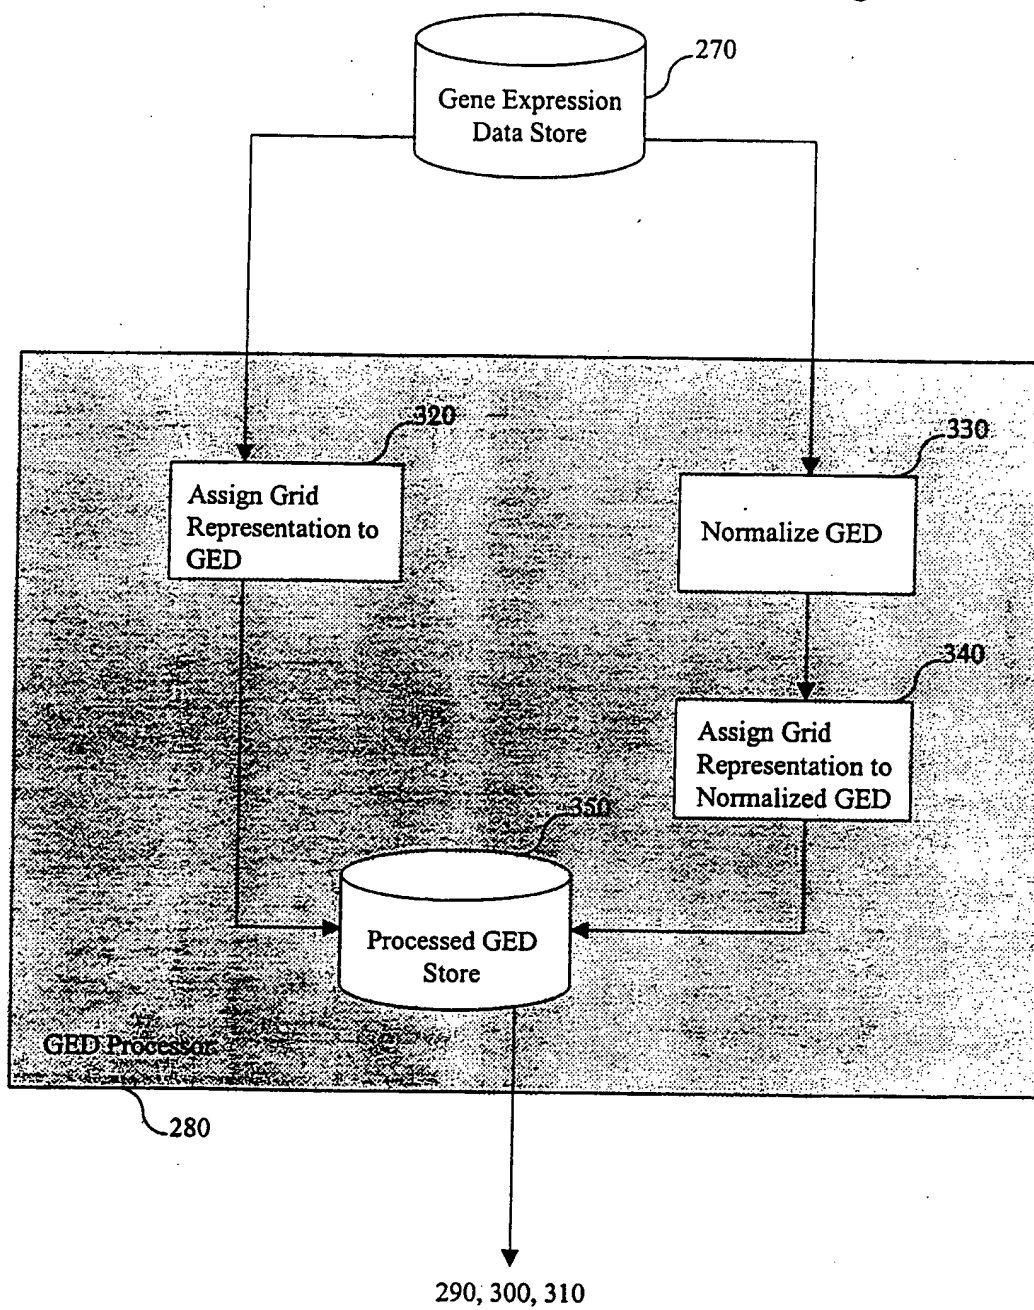 270
Gene Expression
Data Store
320
330
Assign Grid
Representation to
GED
Normalize GED
340
Assign Grid
Representation to
Normalized GED
350
Processed GED
Store
GED Processor
280
290, 300, 310